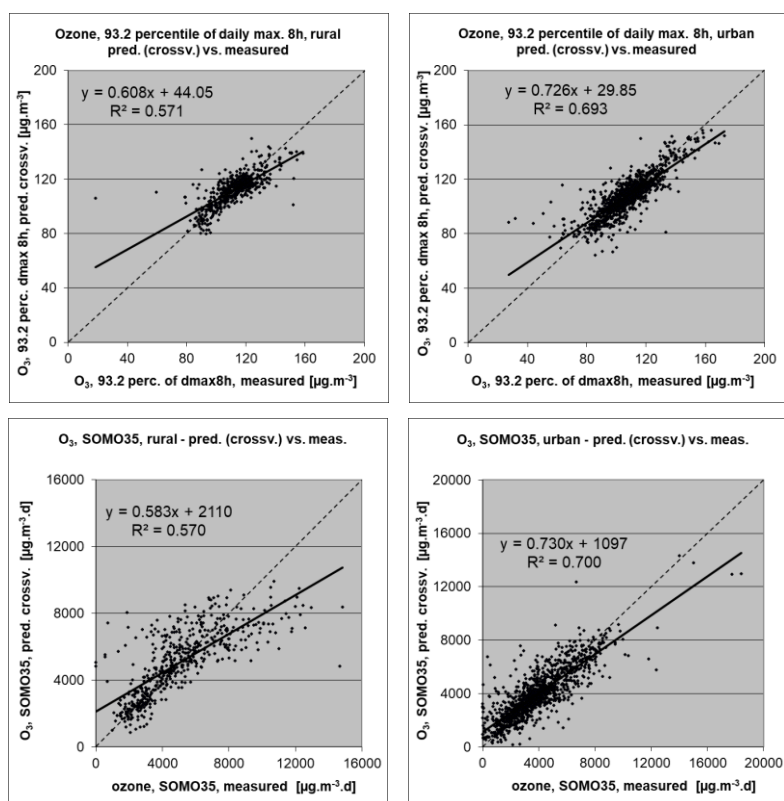 Ozone, 93.2 percentile of daily max. 8h, rural
pred. (crossv.) vs. measured
y = 0.608x + 44.05
R² = 0.571
O₃, 93.2 perc. dmax 8h, pred. crossv. [µg.m⁻³]
200
160
120
80
40
0
0 40 80 120 160 200
O₃, 93.2 perc. of dmax8h, measured [µg.m⁻³]
Ozone, 93.2 percentile of daily max. 8h, urban
pred. (crossv.) vs. measured
y = 0.726x + 29.85
R² = 0.693
O₃, 93.2 perc. dmax 8h, pred. crossv. [µg.m⁻³]
200
160
120
80
40
0
0 40 80 120 160 200
O₃, 93.2 perc. of dmax8h, measured [µg.m⁻³]
O₃, SOMO35, rural - pred. (crossv.) vs. meas.
y = 0.583x + 2110
R² = 0.570
O₃, SOMO35, pred. crossv. [µg.m⁻³.d]
16000
12000
8000
4000
0
0 4000 8000 12000 16000
ozone, SOMO35, measured [µg.m⁻³.d]
O₃, SOMO35, urban - pred. (crossv.) vs. meas.
y = 0.730x + 1097
R² = 0.700
O₃, SOMO35, pred. crossv. [µg.m⁻³.d]
20000
16000
12000
8000
4000
0
0 4000 8000 12000 16000 20000
ozone, SOMO35, measured [µg.m⁻³.d]